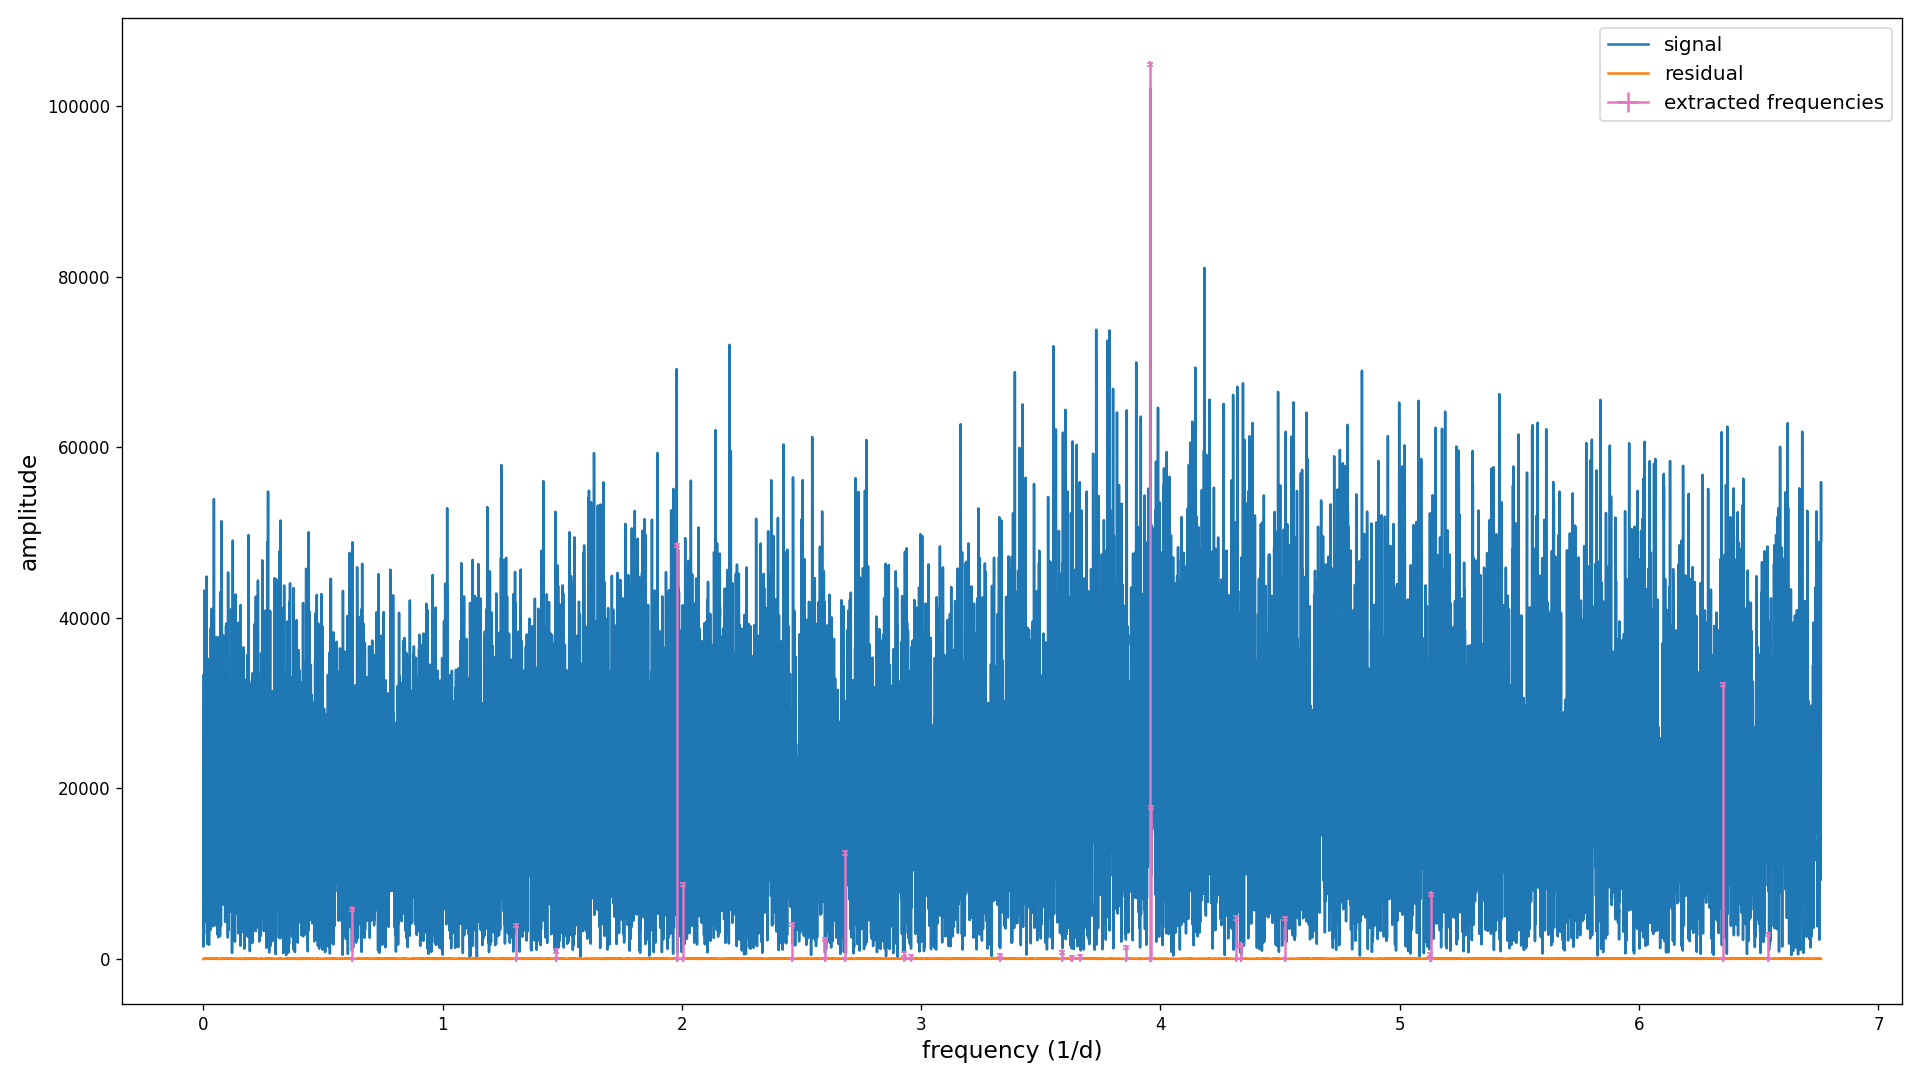 signal
residual
extracted frequencies
amplitude
100000
80000
60000
40000
20000
0
0 1 2 3 4 5 6 7
frequency (1/d)